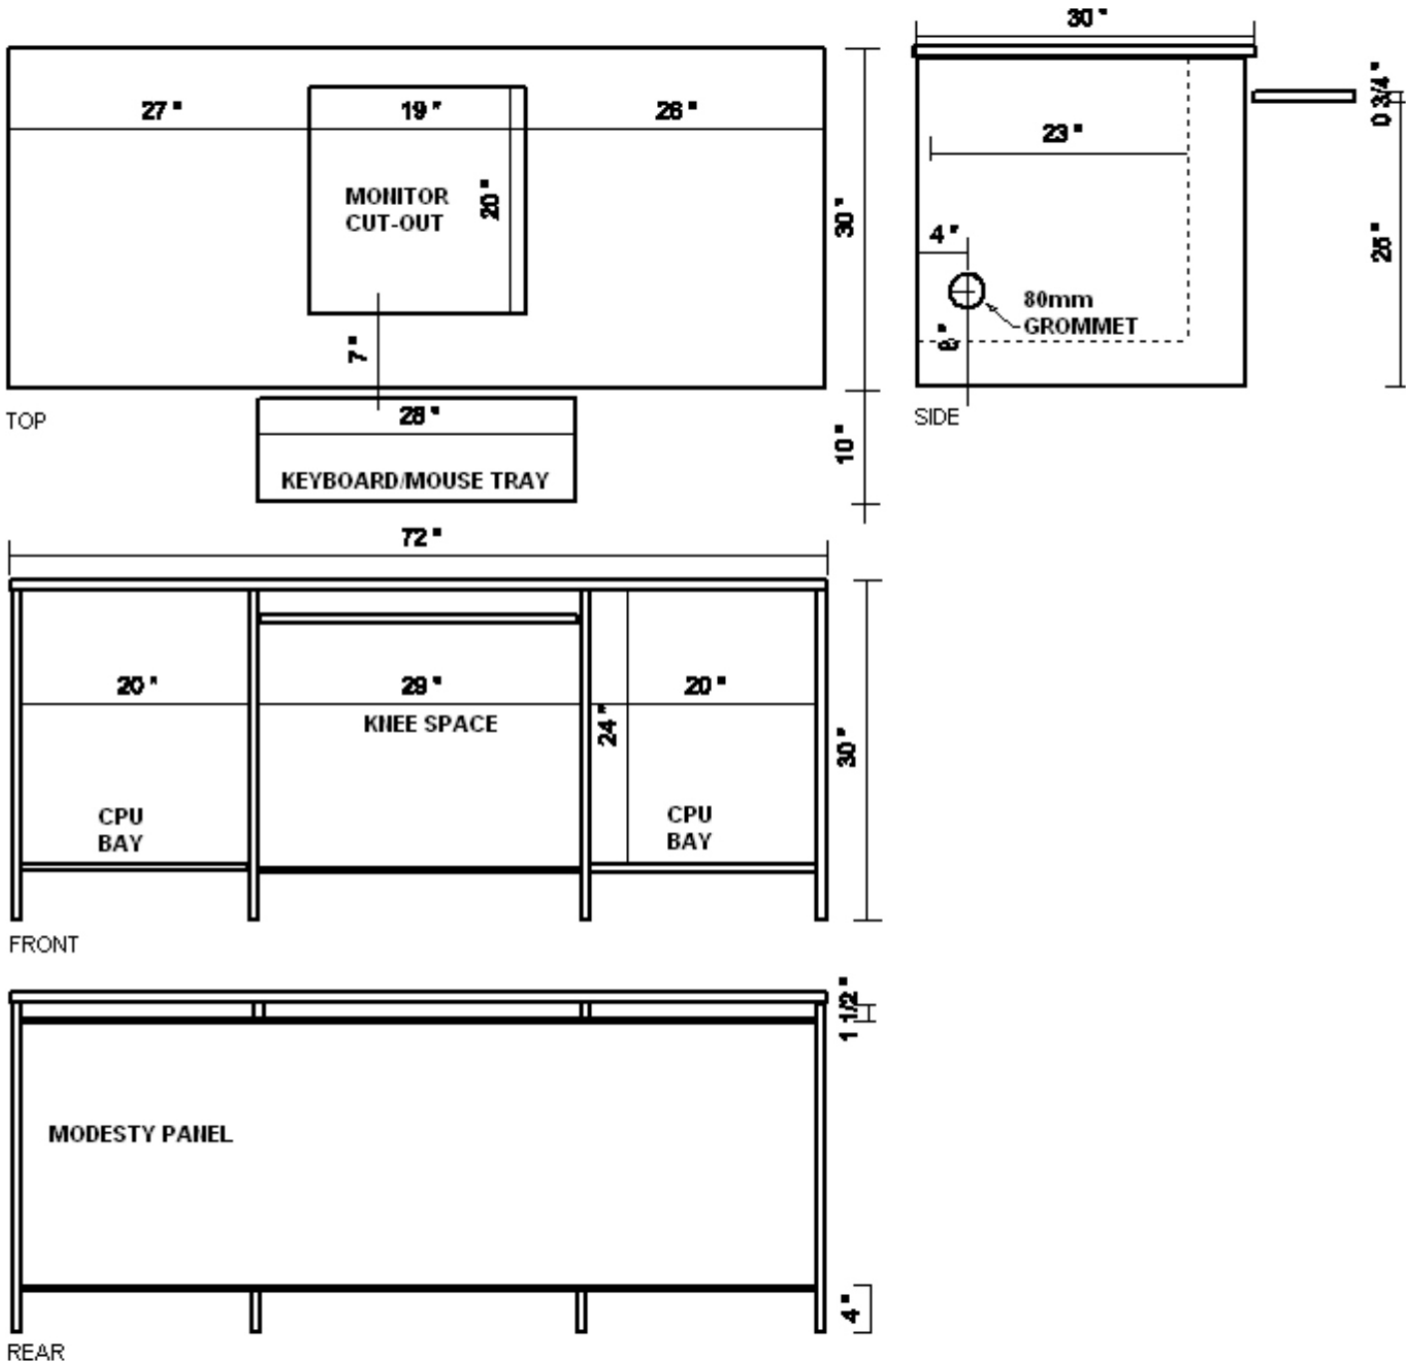 30 "
27 "
19 "
26 "
0 3/4 "
23 "
MONITOR
CUT-OUT
20 "
30 "
4 "
80mm
GROMMET
7 "
TOP
28 "
SIDE
10 "
KEYBOARD/MOUSE TRAY
72 "
20 "
29 "
20 "
KNEE SPACE
24 "
30 "
CPU
BAY
CPU
BAY
FRONT
1 1/2 "
MODESTY PANEL
4 "
REAR